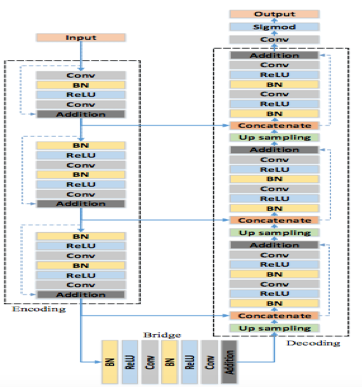 Input
Conv
BN
ReLU
Conv
Addition
BN
ReLU
Conv
BN
ReLU
Conv
Addition
BN
ReLU
Conv
BN
ReLU
Conv
Addition
Encoding
Bridge
BN
ReLU
Conv
BN
ReLU
Conv
Addition
Output
Sigmod
Conv
Addition
Conv
ReLU
BN
Conv
ReLU
BN
Concatenate
Up sampling
Addition
Conv
ReLU
BN
Conv
ReLU
BN
Concatenate
Up sampling
Addition
Conv
ReLU
BN
Conv
ReLU
BN
Concatenate
Up sampling
Decoding